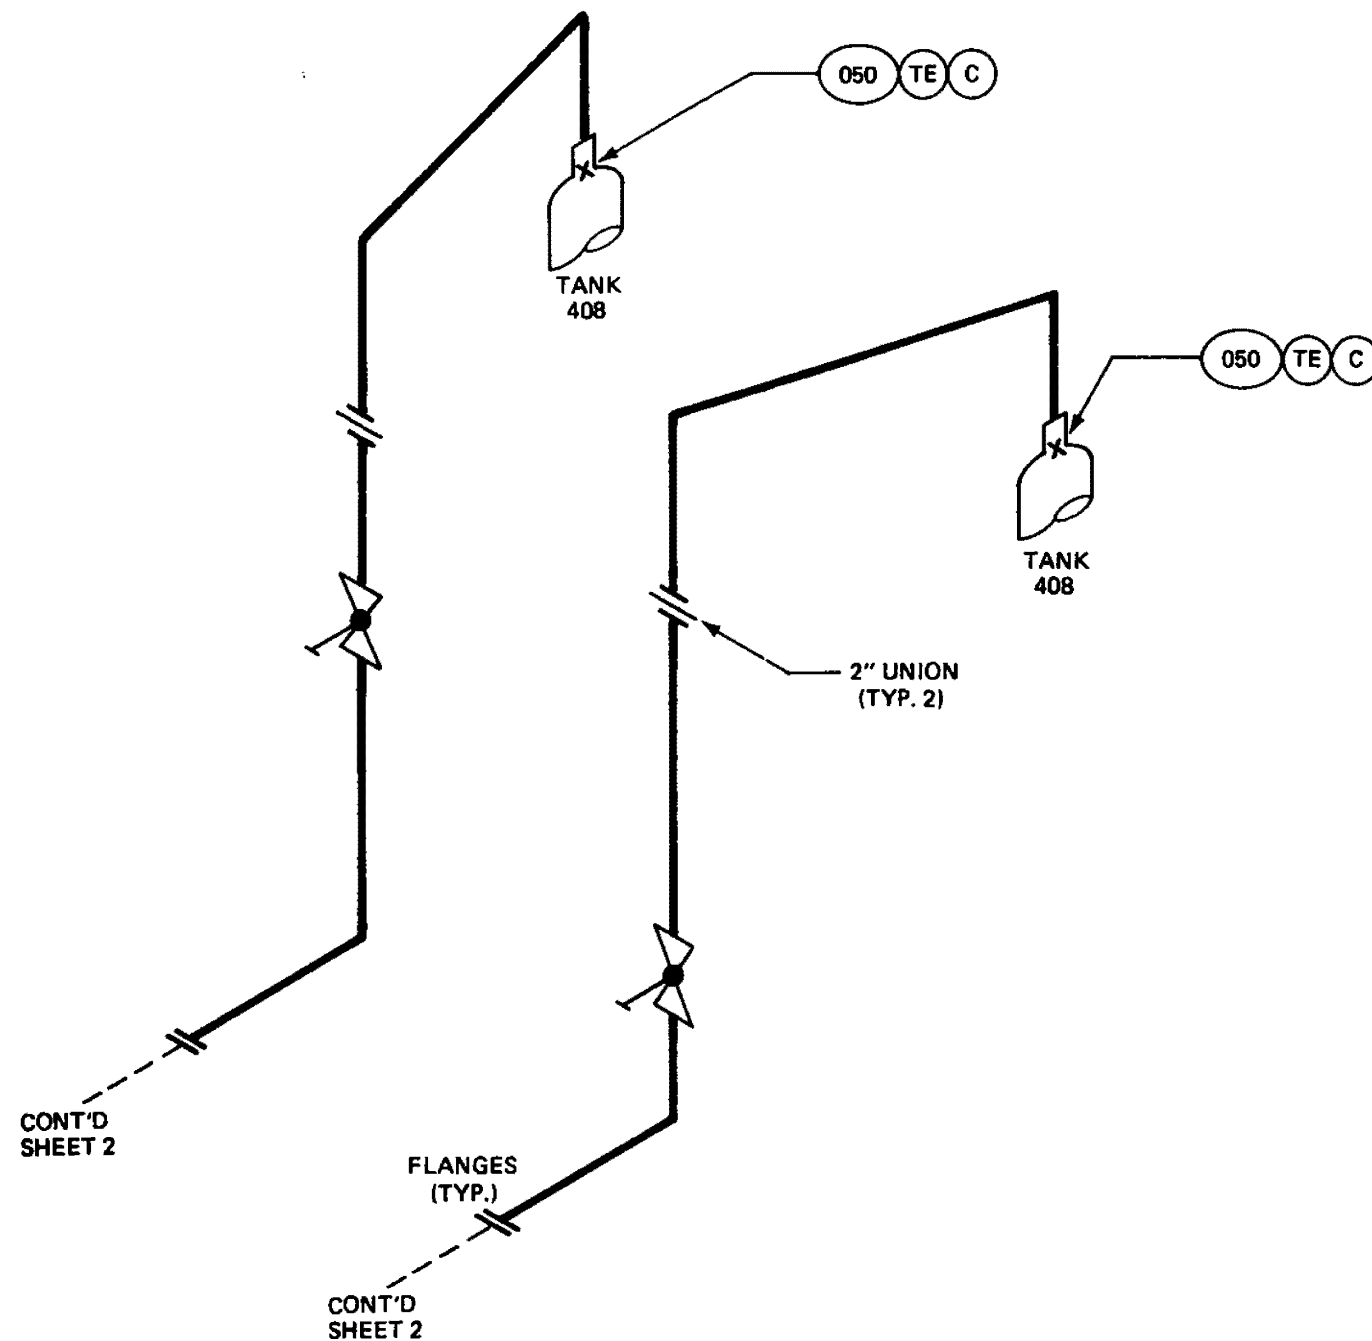 050 TE C
TANK
408
050 TE C
TANK
408
2" UNION
(TYP. 2)
CONT'D
SHEET 2
FLANGES
(TYP.)
CONT'D
SHEET 2